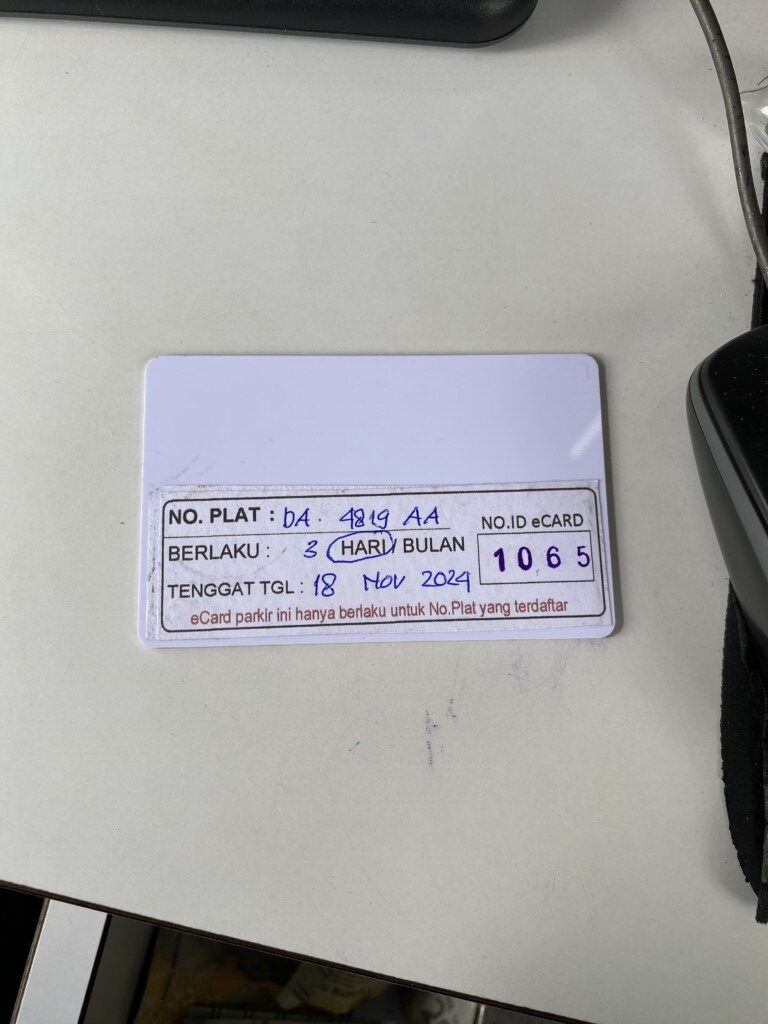 NO. PLAT : DA. 4819 AA
NO.ID eCARD
BERLAKU : 3 HARI / BULAN
1065
TENGGAT TGL : 18 Nov 2024
eCard parkir ini hanya berlaku untuk No.Plat yang terdaftar